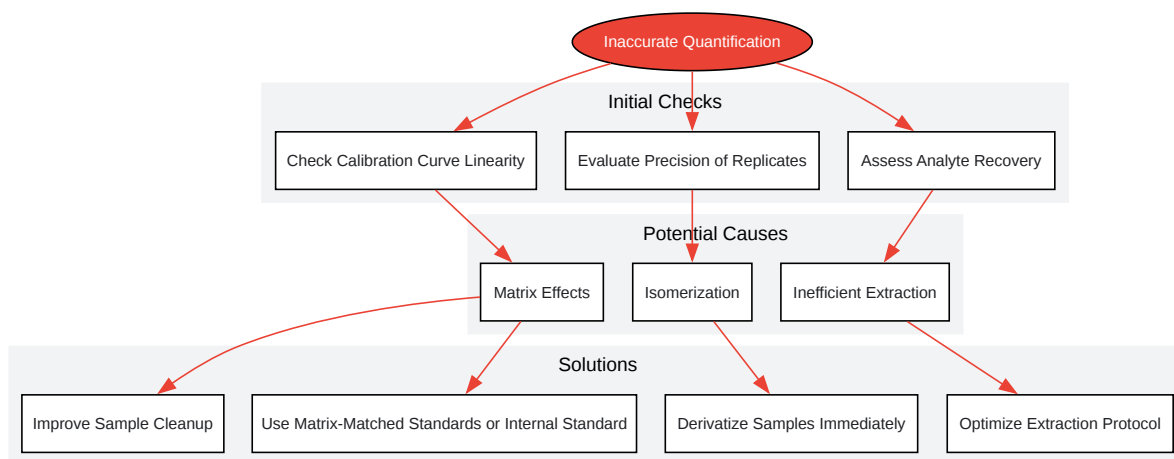 Inaccurate Quantification
Initial Checks
Check Calibration Curve Linearity
Evaluate Precision of Replicates
Assess Analyte Recovery
Potential Causes
Matrix Effects
Isomerization
Inefficient Extraction
Solutions
Improve Sample Cleanup
Use Matrix-Matched Standards or Internal Standard
Derivatize Samples Immediately
Optimize Extraction Protocol